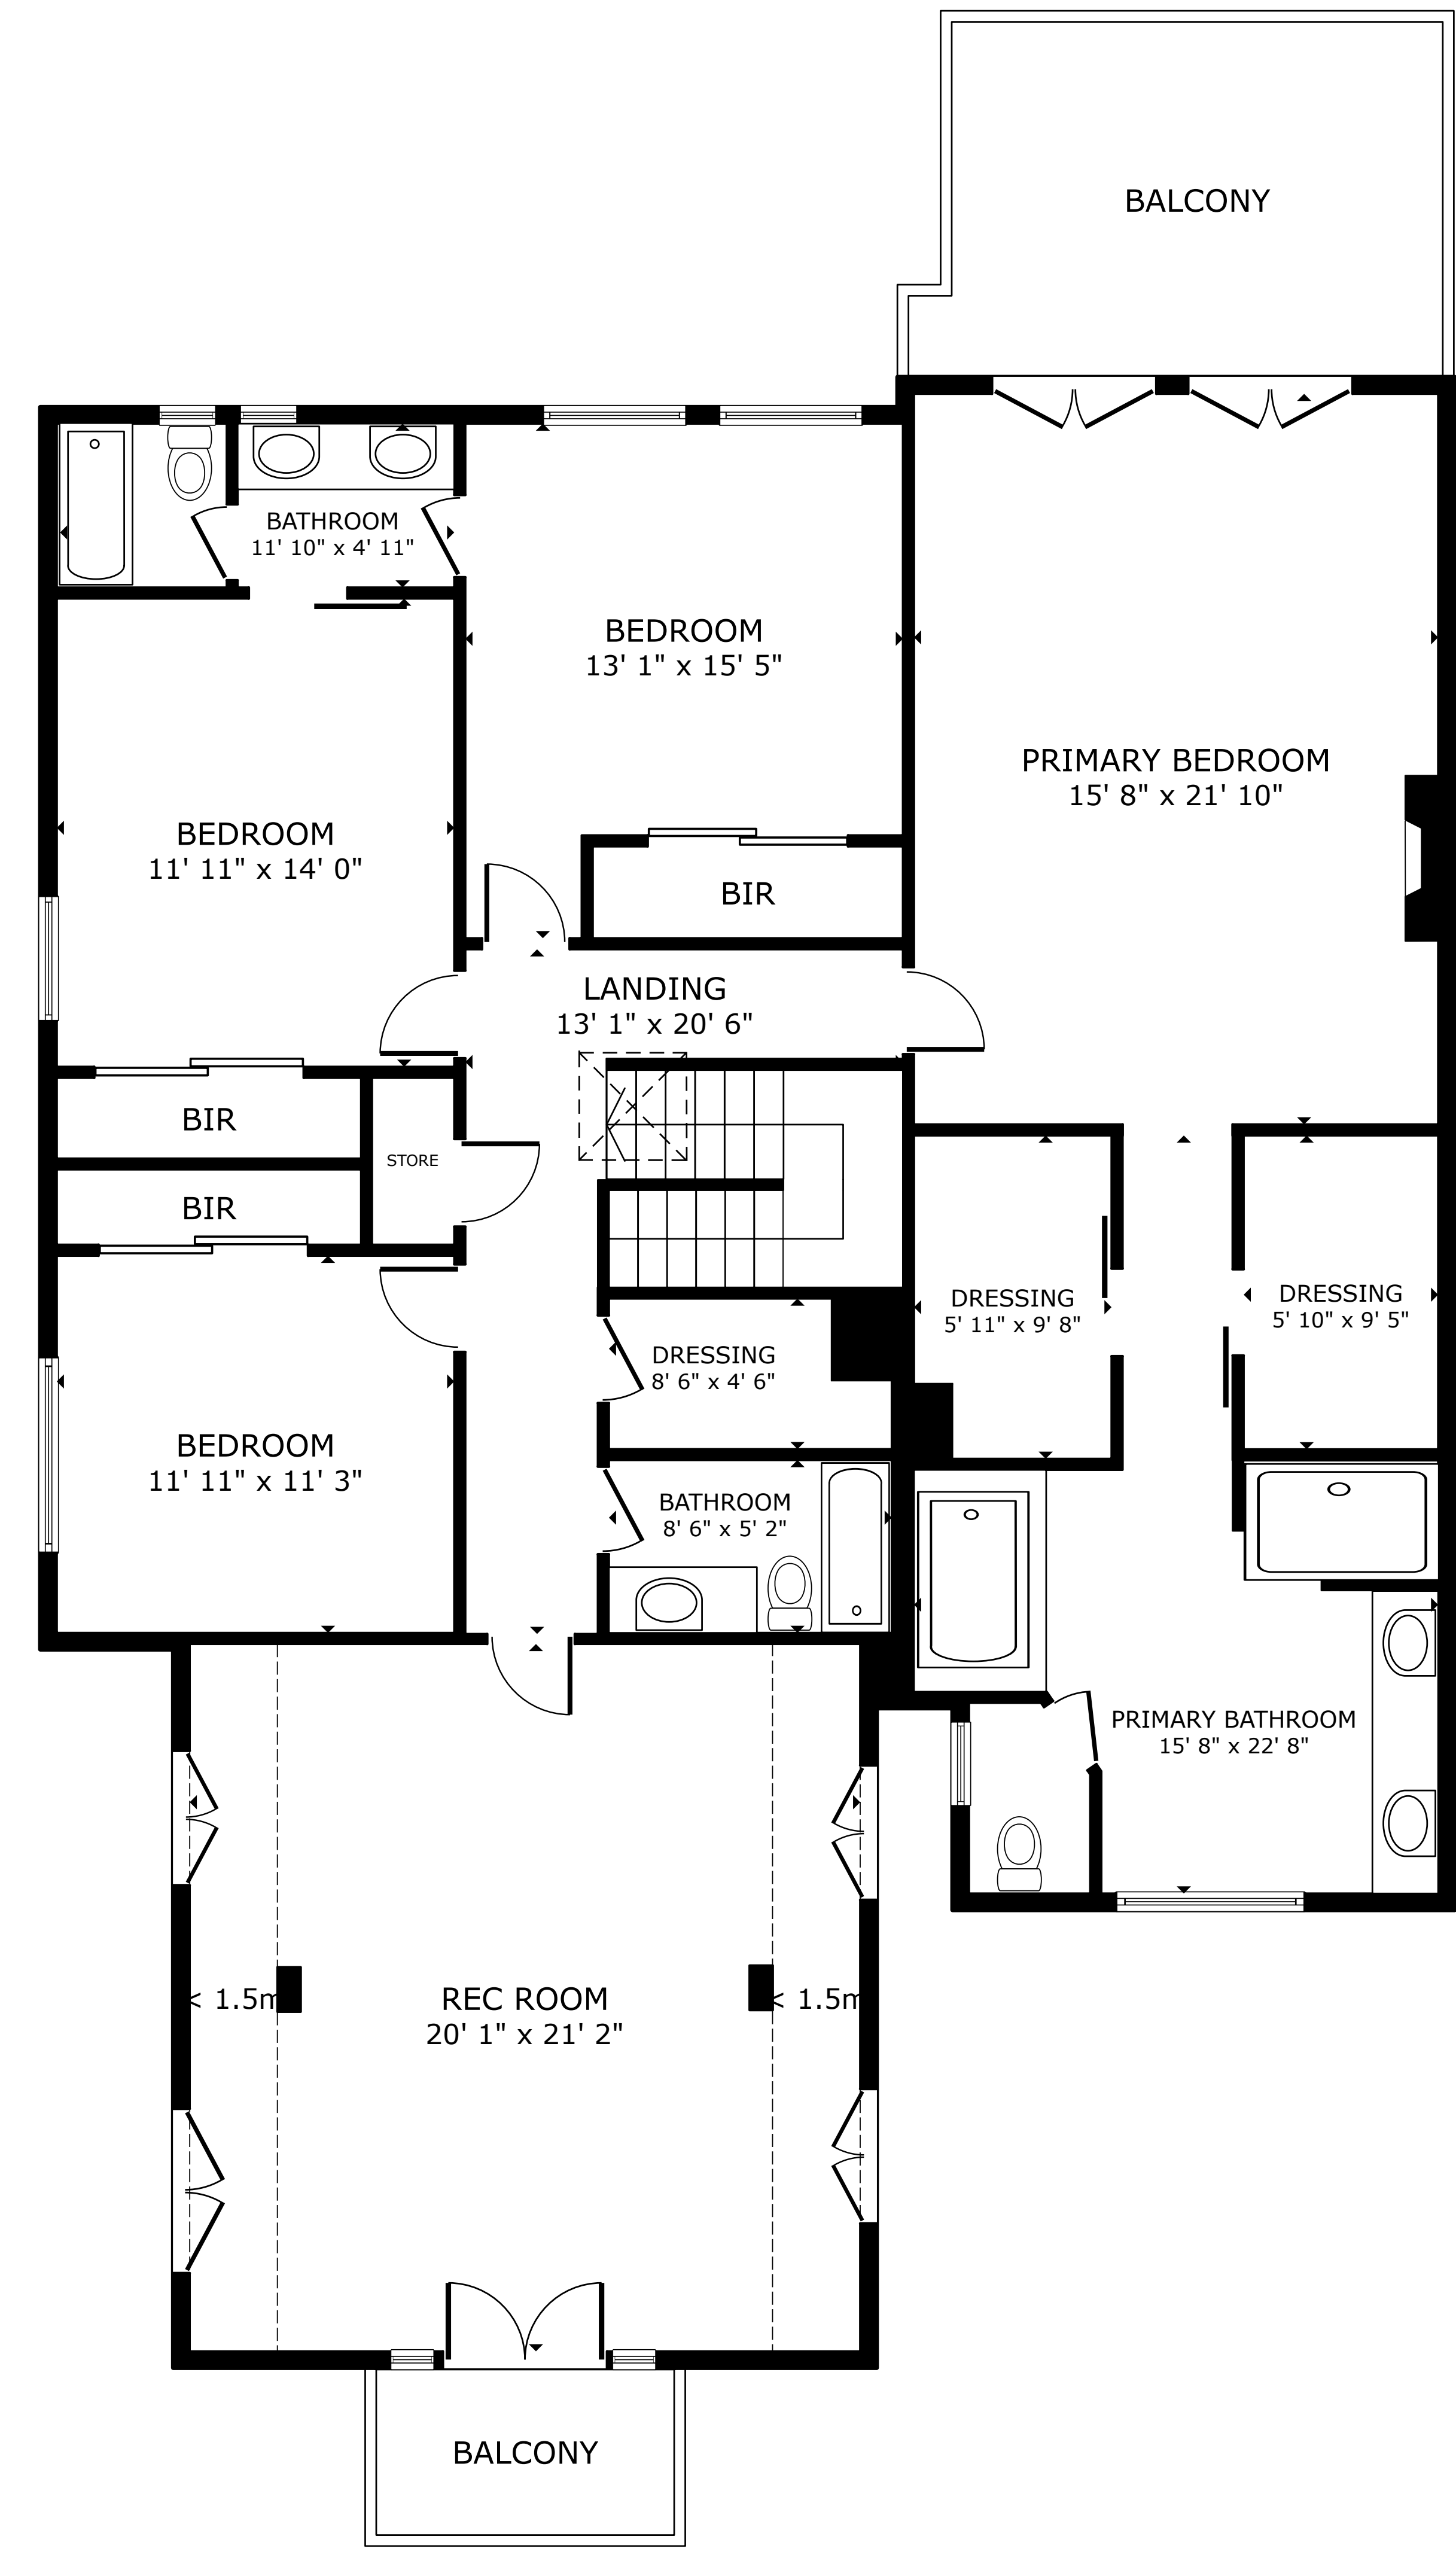 BALCONY
BATHROOM
11' 10" x 4' 11"
BEDROOM
13' 1" x 15' 5"
PRIMARY BEDROOM
15' 8" x 21' 10"
BEDROOM
11' 11" x 14' 0"
BIR
LANDING
13' 1" x 20' 6"
BIR
STORE
BIR
DRESSING
5' 11" x 9' 8"
DRESSING
5' 10" x 9' 5"
DRESSING
8' 6" x 4' 6"
BEDROOM
11' 11" x 11' 3"
BATHROOM
8' 6" x 5' 2"
PRIMARY BATHROOM
15' 8" x 22' 8"
< 1.5m
REC ROOM
20' 1" x 21' 2"
< 1.5m
BALCONY